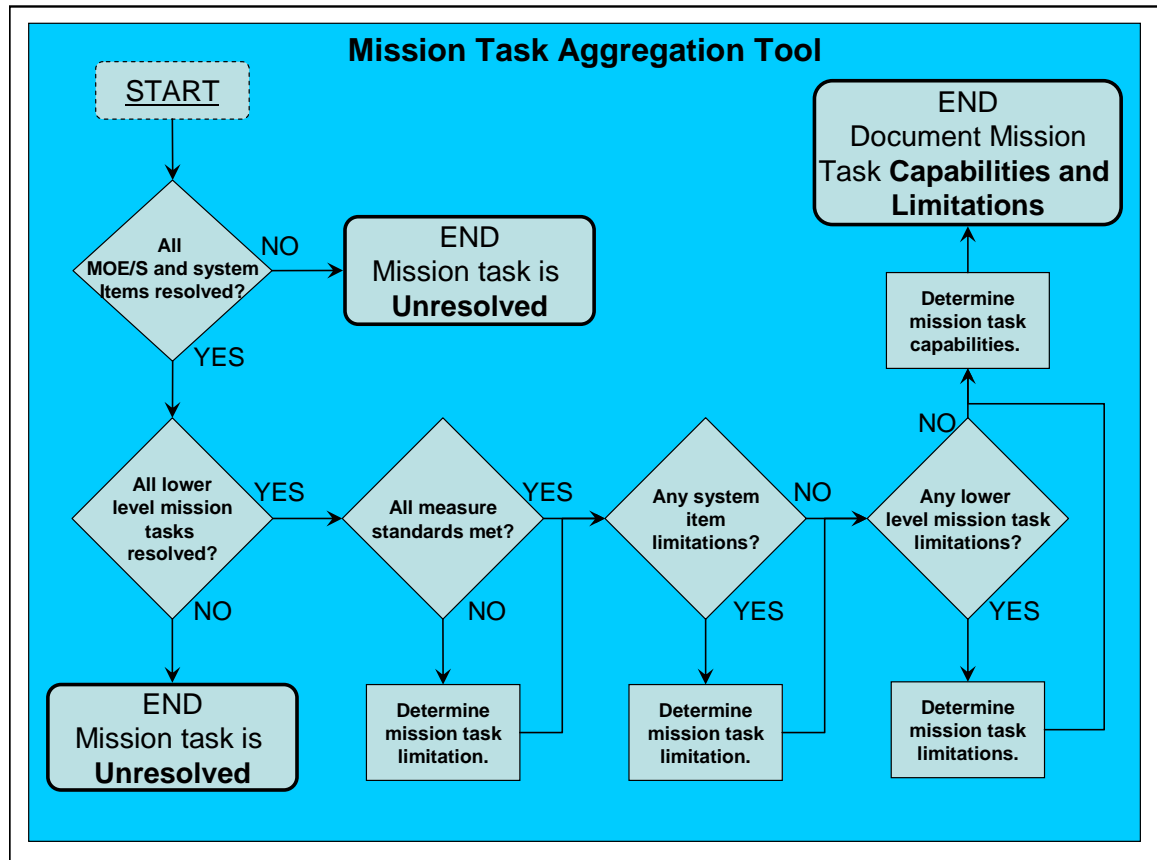 Mission Task Aggregation Tool
START
END
Document Mission
Task Capabilities and
Limitations
All
MOE/S and system
Items resolved?
NO
END
Mission task is
Unresolved
Determine
mission task
capabilities.
YES
NO
All lower
level mission
tasks
resolved?
YES
All measure
standards met?
YES
Any system
item
limitations?
NO
Any lower
level mission task
limitations?
NO
NO
YES
YES
END
Mission task is
Unresolved
Determine
mission task
limitation.
Determine
mission task
limitation.
Determine
mission task
limitations.